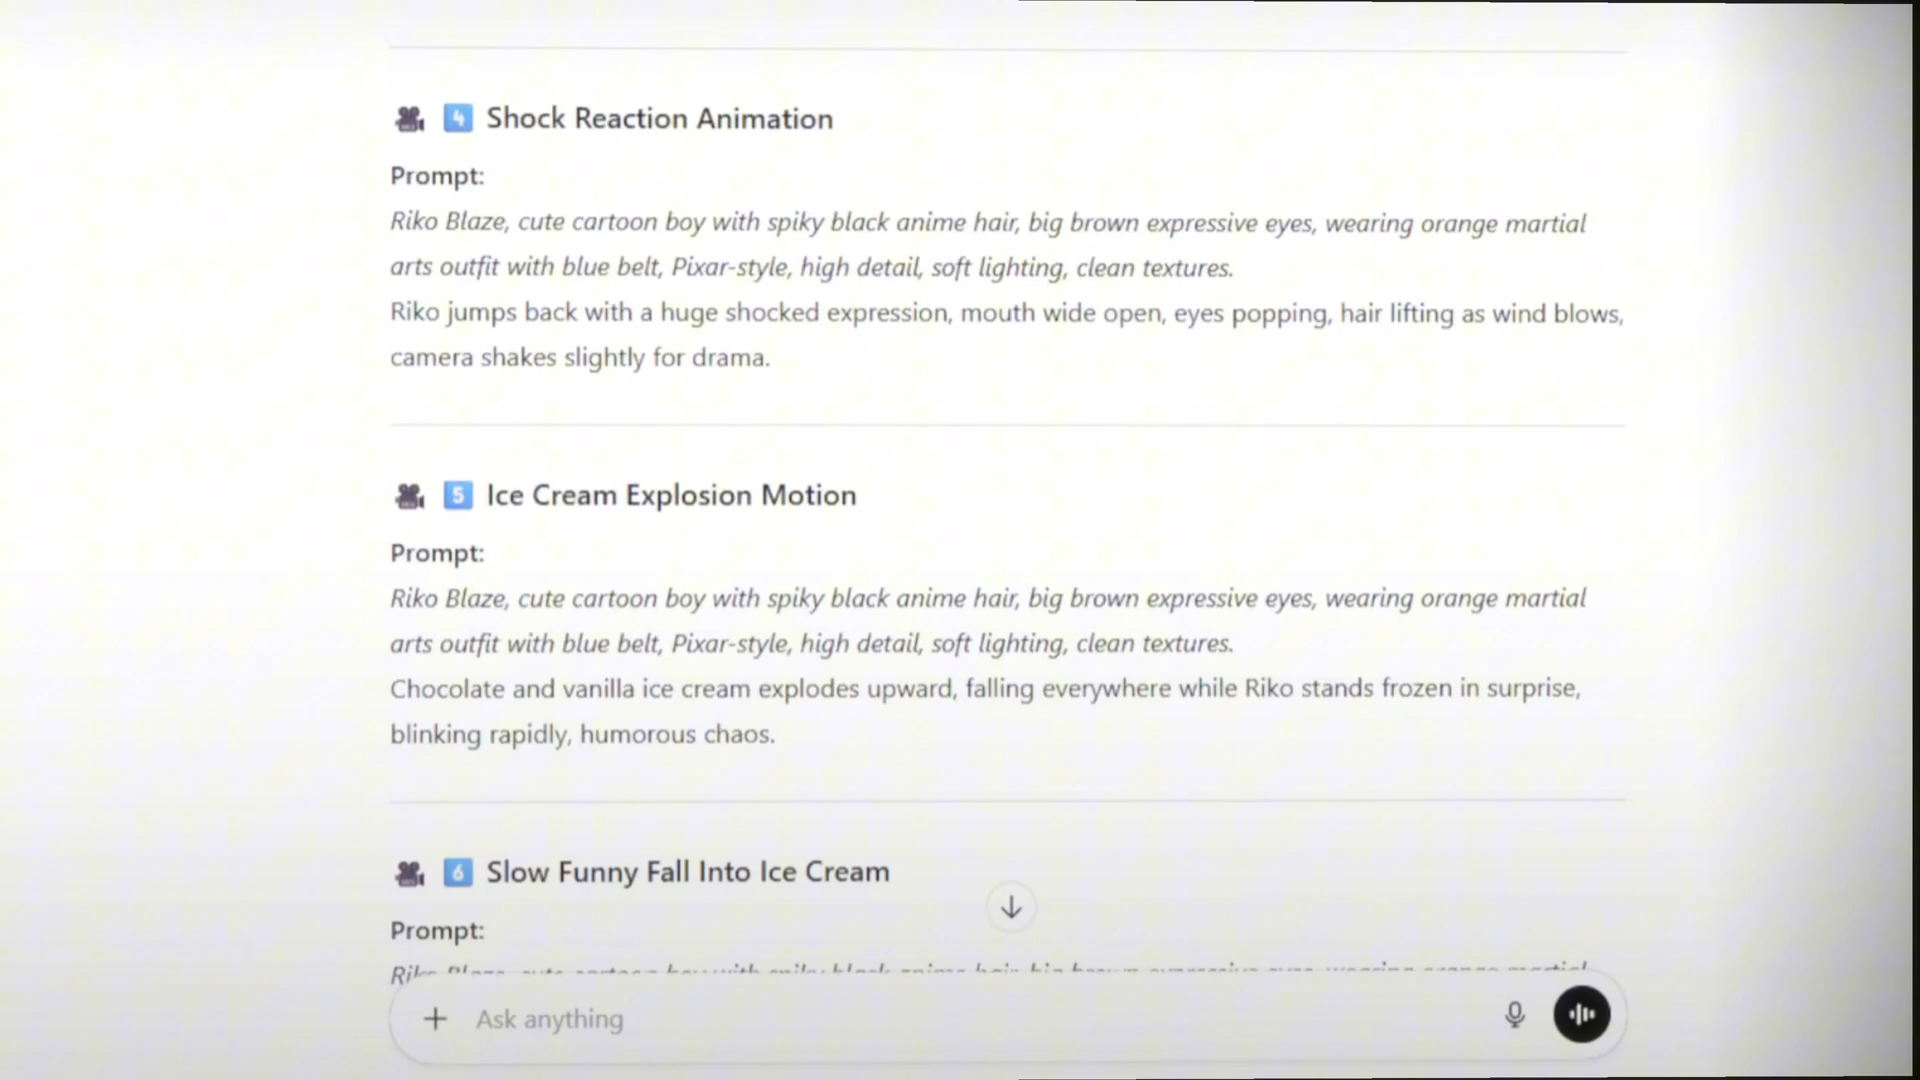 4 Shock Reaction Animation
Prompt:
Riko Blaze, cute cartoon boy with spiky black anime hair, big brown expressive eyes, wearing orange martial
arts outfit with blue belt, Pixar-style, high detail, soft lighting, clean textures.
Riko jumps back with a huge shocked expression, mouth wide open, eyes popping, hair lifting as wind blows,
camera shakes slightly for drama.
5 Ice Cream Explosion Motion
Prompt:
Riko Blaze, cute cartoon boy with spiky black anime hair, big brown expressive eyes, wearing orange martial
arts outfit with blue belt, Pixar-style, high detail, soft lighting, clean textures.
Chocolate and vanilla ice cream explodes upward, falling everywhere while Riko stands frozen in surprise,
blinking rapidly, humorous chaos.
6 Slow Funny Fall Into Ice Cream
Prompt:
Ask anything